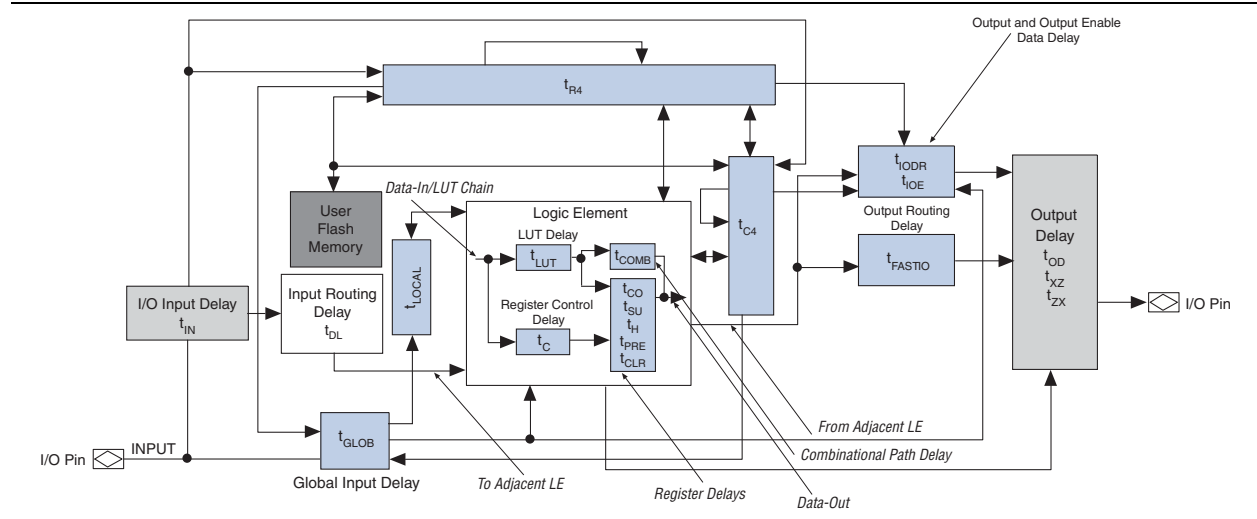 Output and Output Enable
Data Delay
tR4
tIODR
tIOE
Data-In/LUT Chain
User
Flash
Memory
Logic Element
LUT Delay
tLUT
tCOMB
tC4
Output Routing
Delay
tFASTIO
Output
Delay
tOD
tXZ
tZX
I/O Pin
tLOCAL
I/O Input Delay
tIN
Input Routing
Delay
tDL
Register Control
Delay
tC
tCO
tSU
tH
tPRE
tCLR
From Adjacent LE
INPUT
I/O Pin
tGLOB
Global Input Delay
To Adjacent LE
Combinational Path Delay
Register Delays
Data-Out